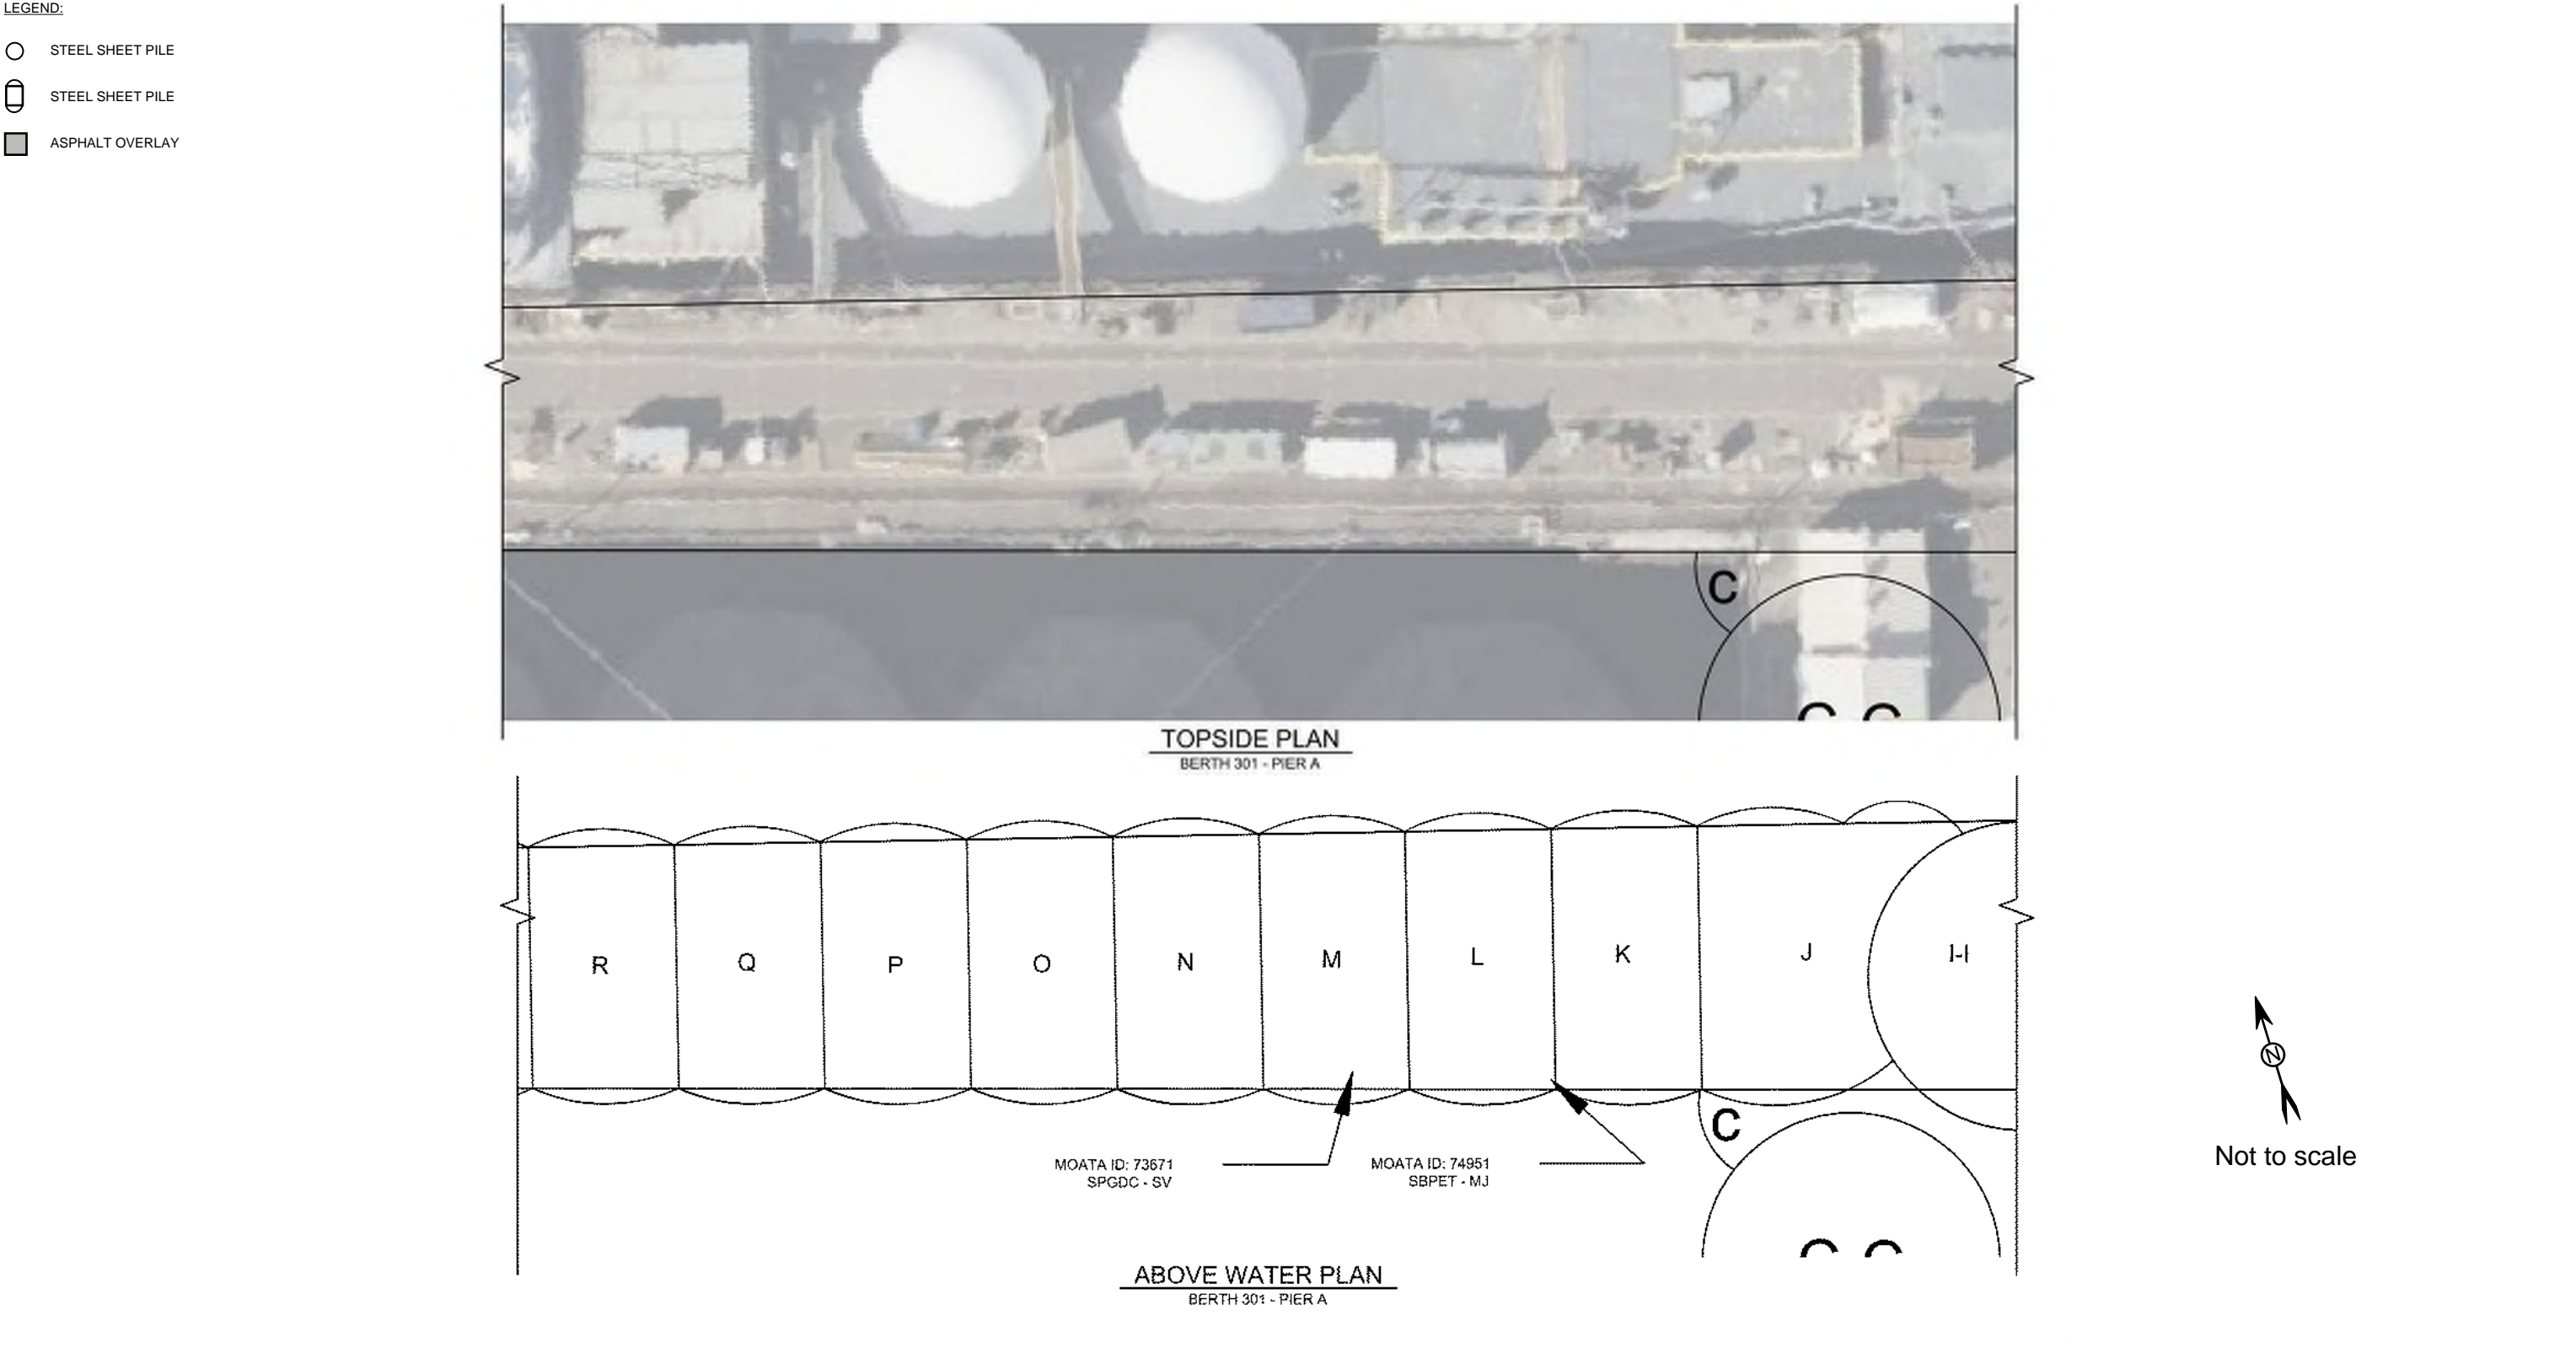 LEGEND:
STEEL SHEET PILE
STEEL SHEET PILE
ASPHALT OVERLAY
C
TOPSIDE PLAN
BERTH 301 - PIER A
R Q P O N M L K J H
C
MOATA ID: 73671
SPGDC - SV
MOATA ID: 74951
SBPET - MJ
ABOVE WATER PLAN
BERTH 301 - PIER A
N
Not to scale